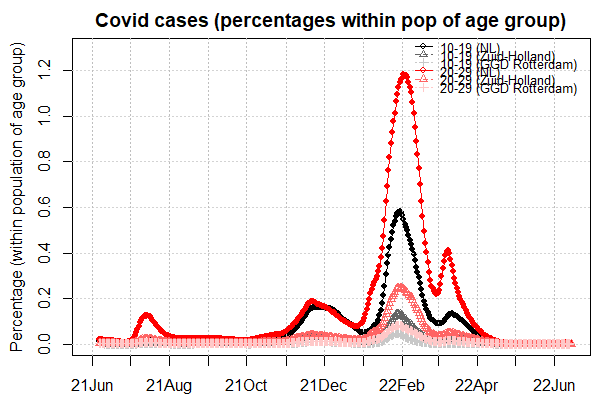 Covid cases (percentages within pop of age group)
10-19 (NL)
10-19 (Zuid-Holland)
10-19 (GGD Rotterdam)
20-29 (NL)
20-29 (Zuid-Holland)
20-29 (GGD Rotterdam)
Percentage (within population of age group)
1.2
1.0
0.8
0.6
0.4
0.2
0.0
21Jun 21Aug 21Oct 21Dec 22Feb 22Apr 22Jun